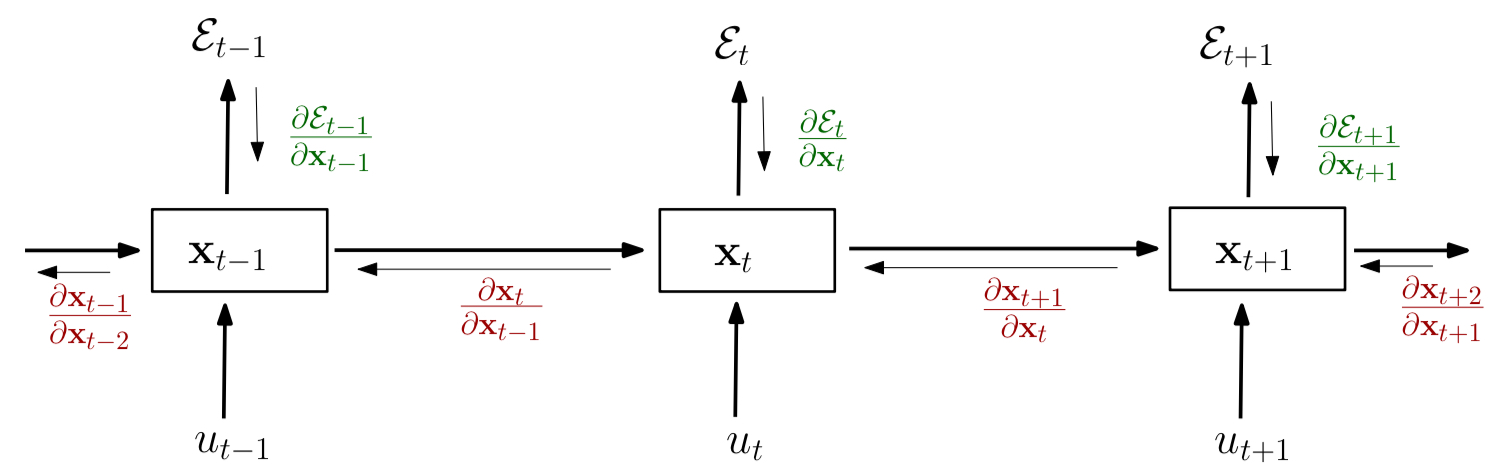 ℰ_{t−1} ℰ_t ℰ_{t+1}
∂ℰ_{t−1}/∂𝐱_{t−1} ∂ℰ_t/∂𝐱_t ∂ℰ_{t+1}/∂𝐱_{t+1}
𝐱_{t−1} 𝐱_t 𝐱_{t+1}
∂𝐱_{t−1}/∂𝐱_{t−2} ∂𝐱_t/∂𝐱_{t−1} ∂𝐱_{t+1}/∂𝐱_t ∂𝐱_{t+2}/∂𝐱_{t+1}
u_{t−1} u_t u_{t+1}